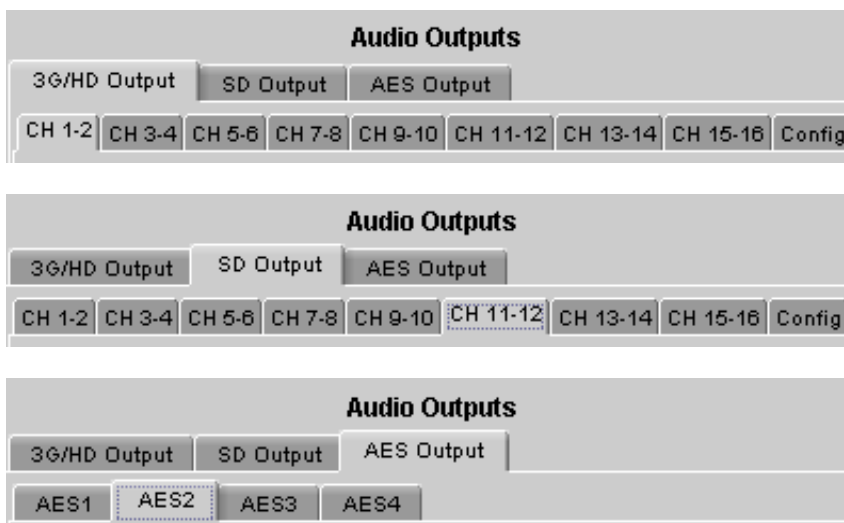 Audio Outputs
3G/HD Output SD Output AES Output
CH 1-2 CH 3-4 CH 5-6 CH 7-8 CH 9-10 CH 11-12 CH 13-14 CH 15-16 Config
Audio Outputs
3G/HD Output SD Output AES Output
CH 1-2 CH 3-4 CH 5-6 CH 7-8 CH 9-10 CH 11-12 CH 13-14 CH 15-16 Config
Audio Outputs
3G/HD Output SD Output AES Output
AES1 AES2 AES3 AES4